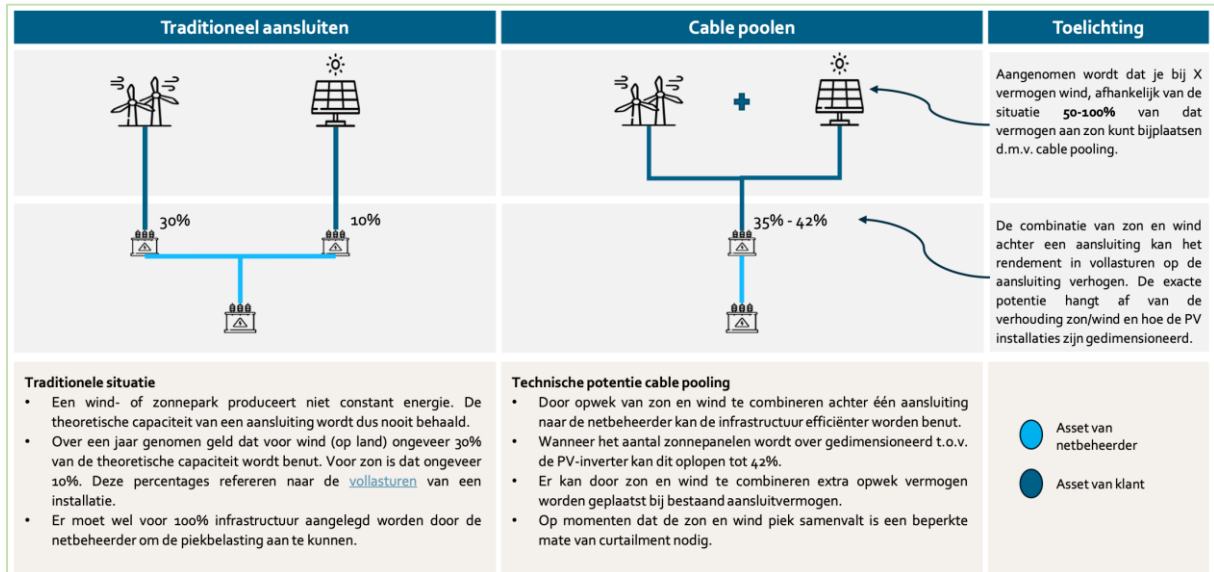 Traditioneel aansluiten
Cable poolen
Toelichting
30%
10%
35% - 42%
Aangenomen wordt dat je bij X
vermogen wind, afhankelijk van de
situatie 50-100% van dat
vermogen aan zon kunt bijplaatsen
d.m.v. cable pooling.
De combinatie van zon en wind
achter een aansluiting kan het
rendement in vollasturen op de
aansluiting verhogen. De exacte
potentie hangt af van de
verhouding zon/wind en hoe de PV
installaties zijn gedimensioneerd.
Traditionele situatie
• Een wind- of zonnepark produceert niet constant energie. De
theoretische capaciteit van een aansluiting wordt dus nooit behaald.
• Over een jaar genomen geld dat voor wind (op land) ongeveer 30%
van de theoretische capaciteit wordt benut. Voor zon is dat ongeveer
10%. Deze percentages refereren naar de vollasturen van een
installatie.
• Er moet wel voor 100% infrastructuur aangelegd worden door de
netbeheerder om de piekbelasting aan te kunnen.
Technische potentie cable pooling
• Door opwek van zon en wind te combineren achter één aansluiting
naar de netbeheerder kan de infrastructuur efficiënter worden benut.
• Wanneer het aantal zonnepanelen wordt over gedimensioneerd t.o.v.
de PV-inverter kan dit oplopen tot 42%.
• Er kan door zon en wind te combineren extra opwek vermogen
worden geplaatst bij bestaand aansluitvermogen.
• Op momenten dat de zon en wind piek samenvalt is een beperkte
mate van curtailment nodig.
Asset van
netbeheerder
Asset van klant